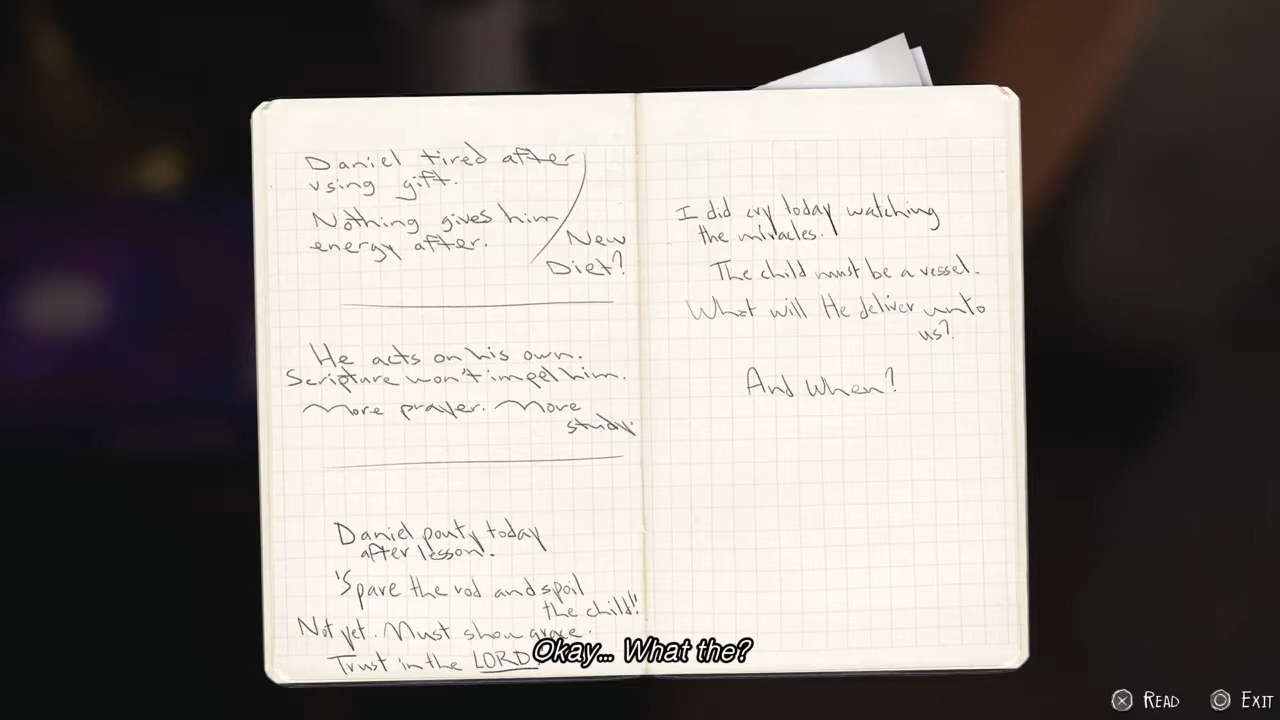 Daniel tired after
using gift.
Nothing gives him
energy after.
New
Diet?
He acts on his own.
Scripture won't impel him.
More prayer. More
study.
Daniel pouty today
after lesson.
'Spare the rod and spoil
the child!'
Not yet. Must show grace.
Trust in the LORD
I did cry today watching
the miracles.
The child must be a vessel.
What will He deliver unto
us?
And When?
Okay... What the?
READ
EXIT